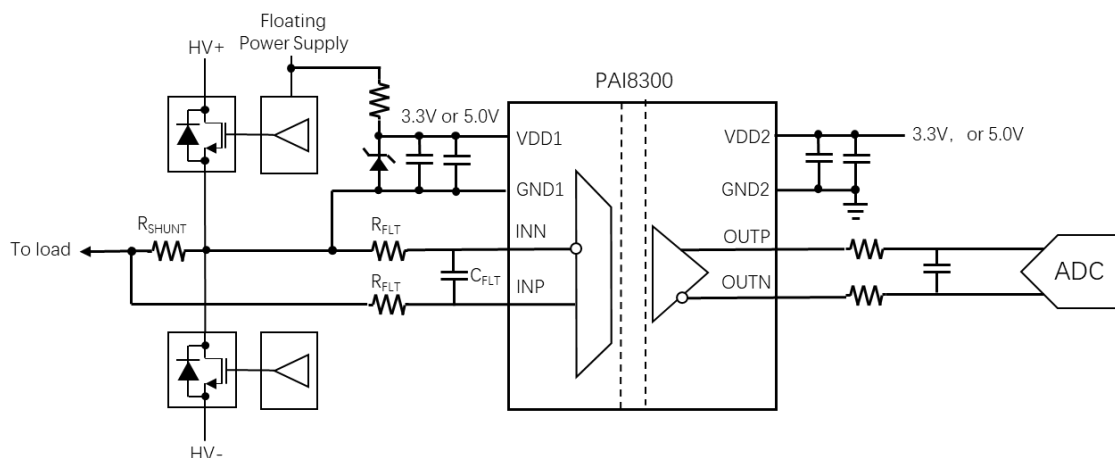 Floating
Power Supply
HV+
PAI8300
3.3V or 5.0V
VDD1
VDD2
3.3V， or 5.0V
GND1
GND2
RSHUNT
To load
RFLT
INN
OUTP
CFLT
RFLT
INP
OUTN
ADC
HV-